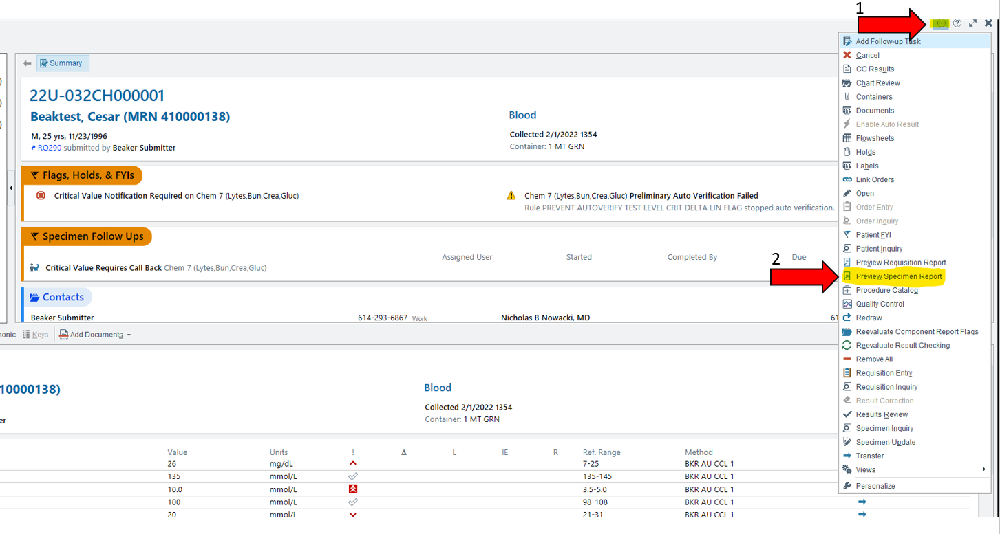 1
Summary
22U-032CH000001
Beaktest, Cesar (MRN 410000138)
M, 25 yrs, 11/23/1996
RQ290 submitted by Beaker Submitter
Blood
Collected 2/1/2022 1354
Container: 1 MT GRN
Flags, Holds, & FYIs
Critical Value Notification Required on Chem 7 (Lytes,Bun,Crea,Gluc)
Chem 7 (Lytes,Bun,Crea,Gluc) Preliminary Auto Verification Failed
Rule PREVENT AUTOVERIFY TEST LEVEL CRIT DELTA LIN FLAG stopped auto verification.
Specimen Follow Ups
Assigned User Started Completed By Due
Critical Value Requires Call Back Chem 7 (Lytes,Bun,Crea,Gluc)
Contacts
Beaker Submitter 614-293-6867 Work Nicholas B Nowacki, MD 61
onic Keys Add Documents
10000138)
er
Blood
Collected 2/1/2022 1354
Container: 1 MT GRN
Value Units ! Δ L IE R Ref. Range Method
26 mg/dL 7-25 BKR AU CCL 1
135 mmol/L 135-145 BKR AU CCL 1
10.0 mmol/L 3.5-5.0 BKR AU CCL 1
100 mmol/L 98-108 BKR AU CCL 1
20 mmol/L 21-31 BKR AU CCL 1
Add Follow-up Task
Cancel
CC Results
Chart Review
Containers
Documents
Enable Auto Result
Flowsheets
Holds
Labels
Link Orders
Open
Order Entry
Order Inquiry
Patient FYI
Patient Inquiry
Preview Requisition Report
2
Preview Specimen Report
Procedure Catalog
Quality Control
Redraw
Reevaluate Component Report Flags
Reevaluate Result Checking
Remove All
Requisition Entry
Requisition Inquiry
Result Correction
Results Review
Specimen Inquiry
Specimen Update
Transfer
Views
Personalize